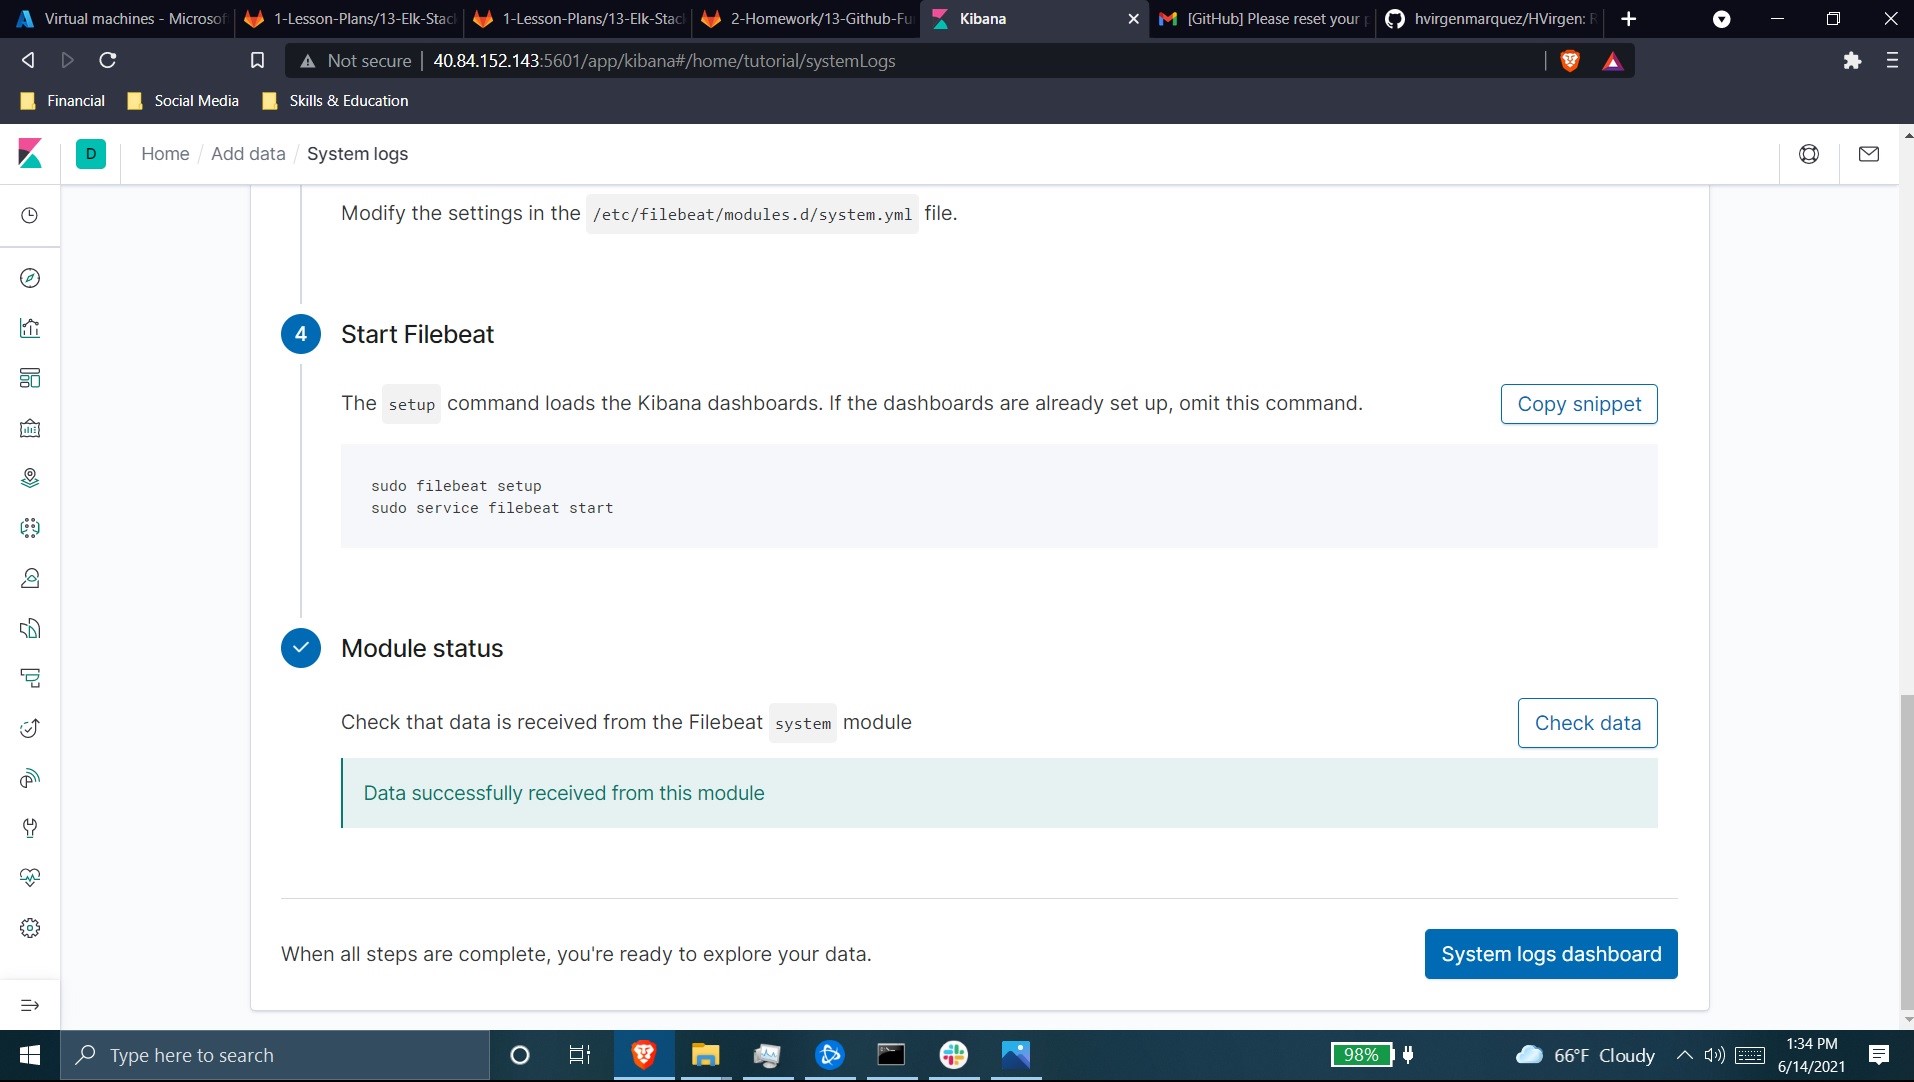 Virtual machines - Microsof
1-Lesson-Plans/13-Elk-Stac
1-Lesson-Plans/13-Elk-Stac
2-Homework/13-Github-Fu
Kibana
[GitHub] Please reset your p
hvirgenmarquez/HVirgen: R
Not secure
40.84.152.143:5601/app/kibana#/home/tutorial/systemLogs
Financial
Social Media
Skills & Education
D
Home / Add data / System logs
Modify the settings in the /etc/filebeat/modules.d/system.yml file.
4
Start Filebeat
The setup command loads the Kibana dashboards. If the dashboards are already set up, omit this command.
Copy snippet
sudo filebeat setup
sudo service filebeat start
Module status
Check that data is received from the Filebeat system module
Check data
Data successfully received from this module
When all steps are complete, you're ready to explore your data.
System logs dashboard
Type here to search
98%
66°F Cloudy
1:34 PM
6/14/2021